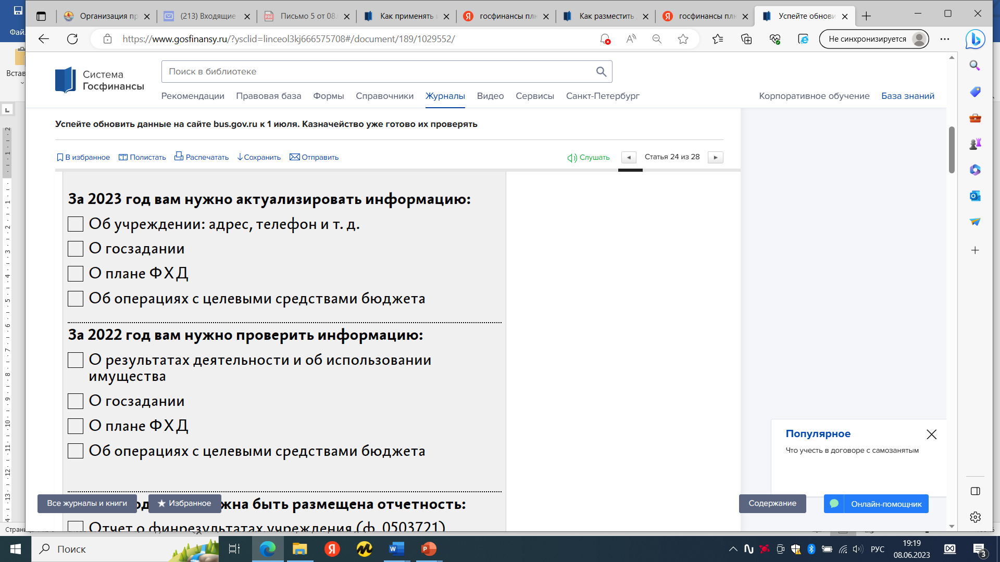 Организация пр
(213) Входящие
Письмо 5 от 08.
Как применять
госфинансы плн
Как разместить
госфинансы плн
Успейте обнови
Фай
https://www.gosfinansy.ru/?ysclid=linceol3kj666575708#/document/189/1029552/
Не синхронизируется
Встав
Система
Госфинансы
Поиск в библиотеке
Рекомендации Правовая база Формы Справочники Журналы Видео Сервисы Санкт-Петербург Корпоративное обучение База знаний
Успейте обновить данные на сайте bus.gov.ru к 1 июля. Казначейство уже готово их проверять
В избранное Полистать Распечатать Сохранить Отправить Слушать Статья 24 из 28
За 2023 год вам нужно актуализировать информацию:
Об учреждении: адрес, телефон и т. д.
О госзадании
О плане ФХД
Об операциях с целевыми средствами бюджета
За 2022 год вам нужно проверить информацию:
О результатах деятельности и об использовании
имущества
О госзадании
О плане ФХД
Об операциях с целевыми средствами бюджета
Популярное
Что учесть в договоре с самозанятым
Все журналы и книги
Избранное
жна быть размещена отчетность:
Содержание
Онлайн-помощник
Отчет о финрезультатах учреждения (ф. 0503721)
Поиск
РУС
19:19
08.06.2023
3